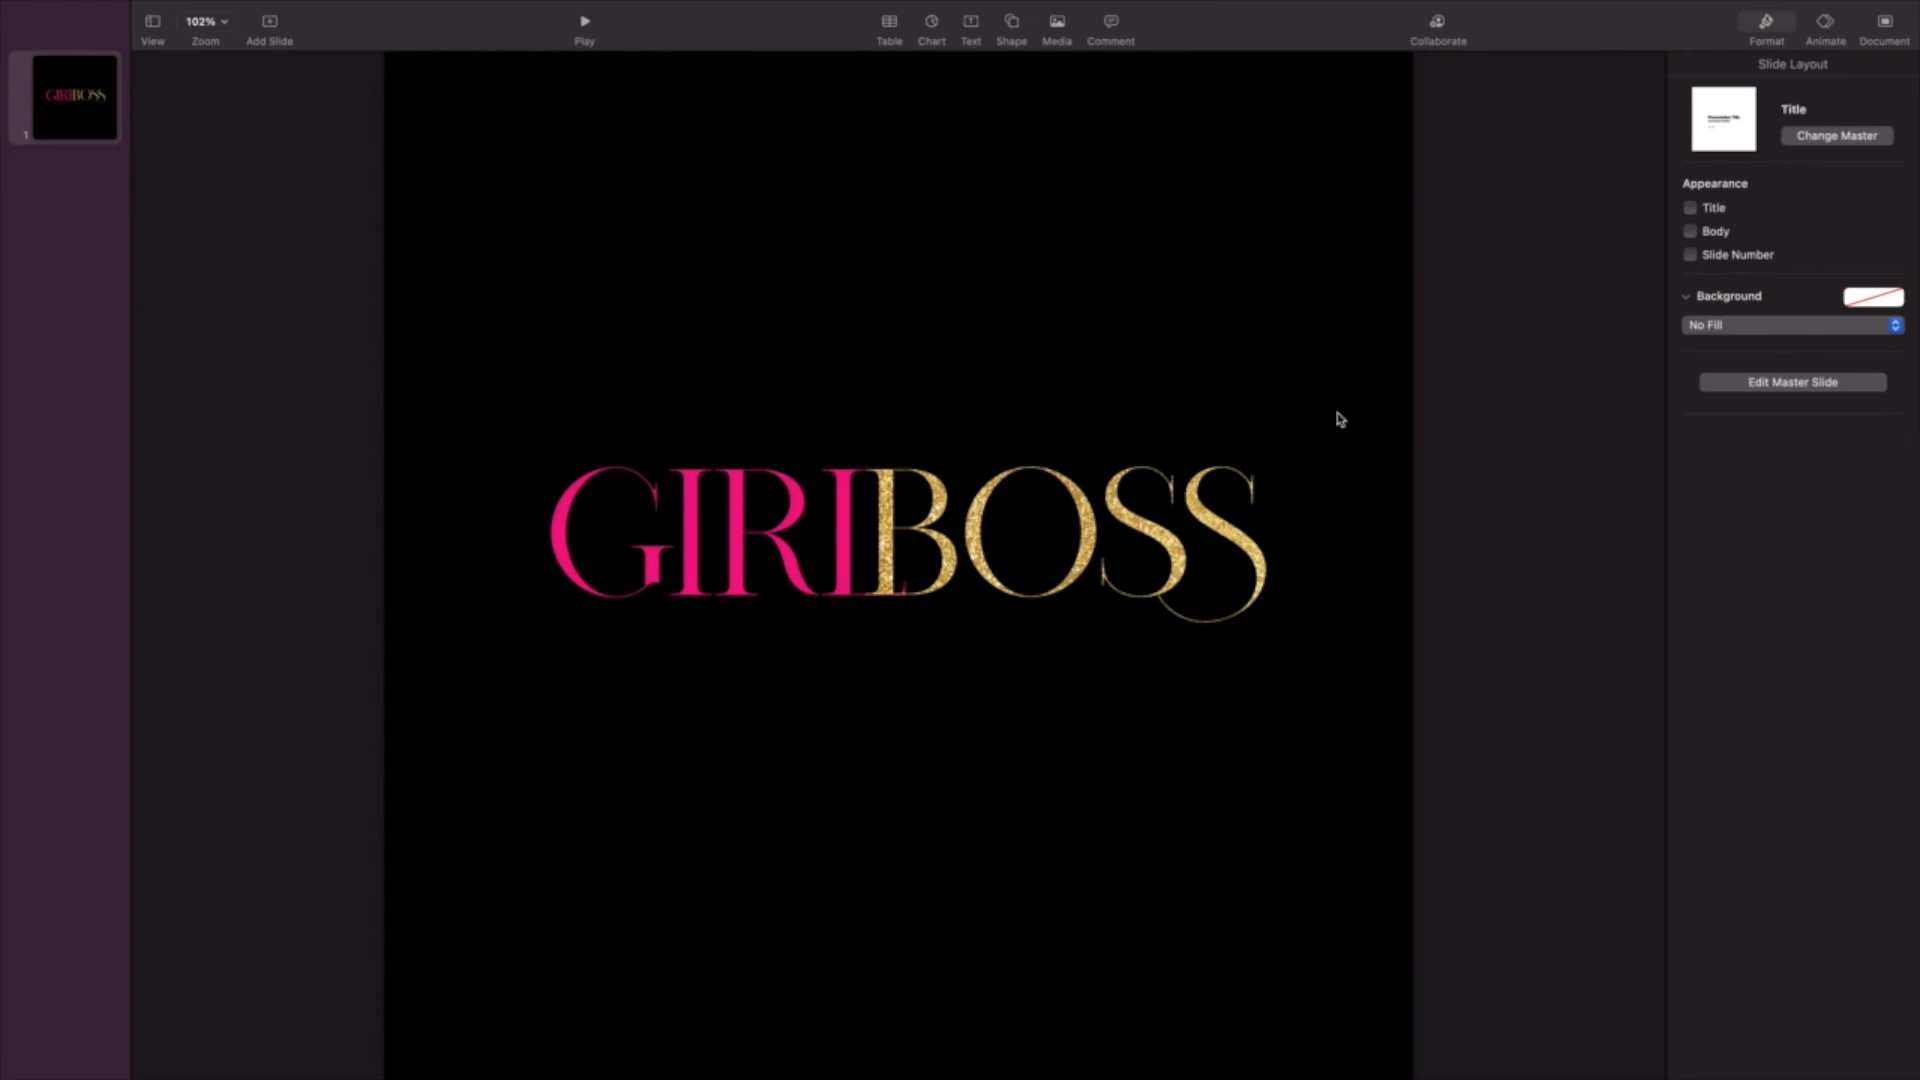 102%
View
Zoom
Add Slide
Play
Table
Chart
Text
Shape
Media
Comment
Collaborate
Format
Animate
Document
Slide Layout
Title
Change Master
Appearance
Title
Body
Slide Number
Background
No Fill
Edit Master Slide
1
GIRLBOSS
GIRLBOSS